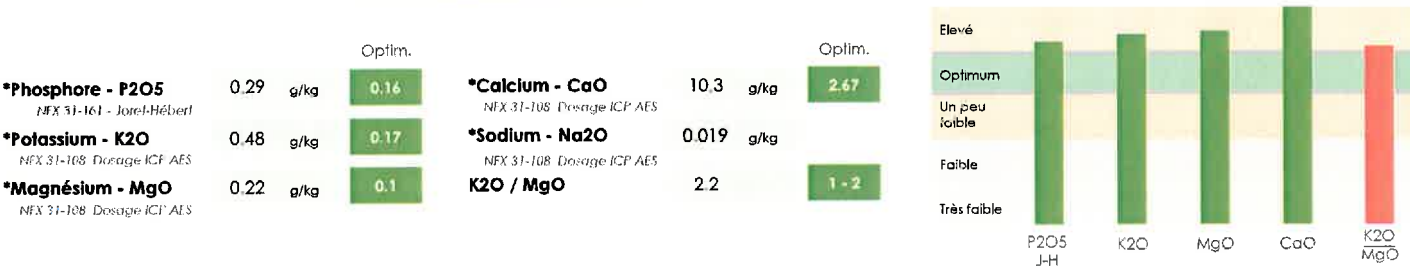 Optim.
*Phosphore - P2O5 0.29 g/kg 0.16
NFX 31-161 - Joret-Hébert
*Potassium - K2O 0.48 g/kg 0.17
NFX 31-108 Dosage ICP AES
*Magnésium - MgO 0.22 g/kg 0.1
NFX 31-108 Dosage ICP AES
Optim.
*Calcium - CaO 10.3 g/kg 2.67
NFX 31-108 Dosage ICP AES
*Sodium - Na2O 0.019 g/kg
NFX 31-108 Dosage ICP AES
K2O / MgO 2.2 1 - 2
Elevé
Optimum
Un peu
faible
Faible
Très faible
P2O5
J-H
K2O
MgO
CaO
K2O
MgO